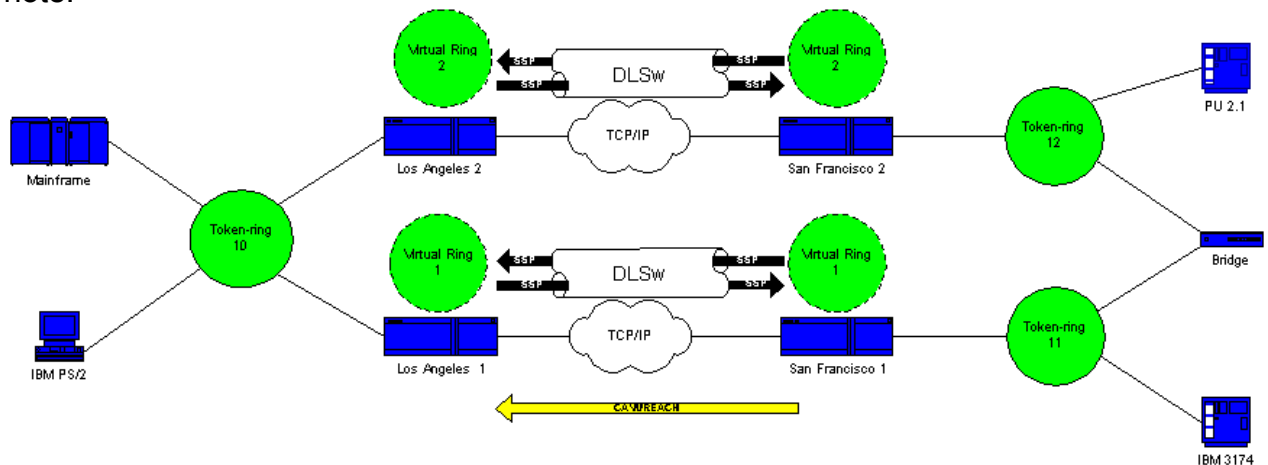 Virtual Ring
2
SSP
SSP
DLSw
SSP
SSP
Virtual Ring
2
PU 2.1
Mainframe
Los Angeles 2
TCP/IP
San Francisco 2
Token-ring
12
Token-ring
10
Virtual Ring
1
SSP
SSP
DLSw
SSP
SSP
Virtual Ring
1
Bridge
IBM PS/2
Los Angeles 1
TCP/IP
San Francisco 1
Token-ring
11
IBM 3174